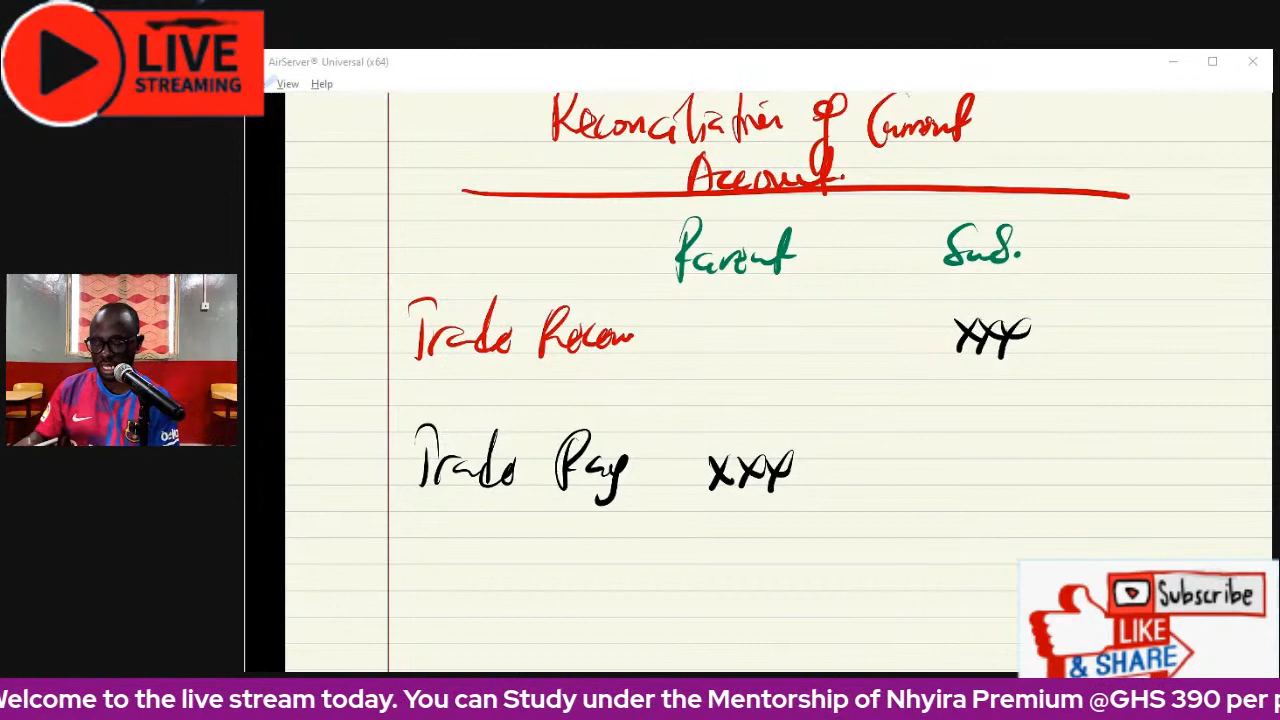 LIVE
STREAMING
AirServer® Universal (x64)
View Help
Reconciliation of Current
Account.
Parent Sub.
Trade Receiv xxx
Trade Pay xxx
Subscribe
LIKE
& SHARE
Welcome to the live stream today. You can Study under the Mentorship of Nhyira Premium @GHS 390 per p